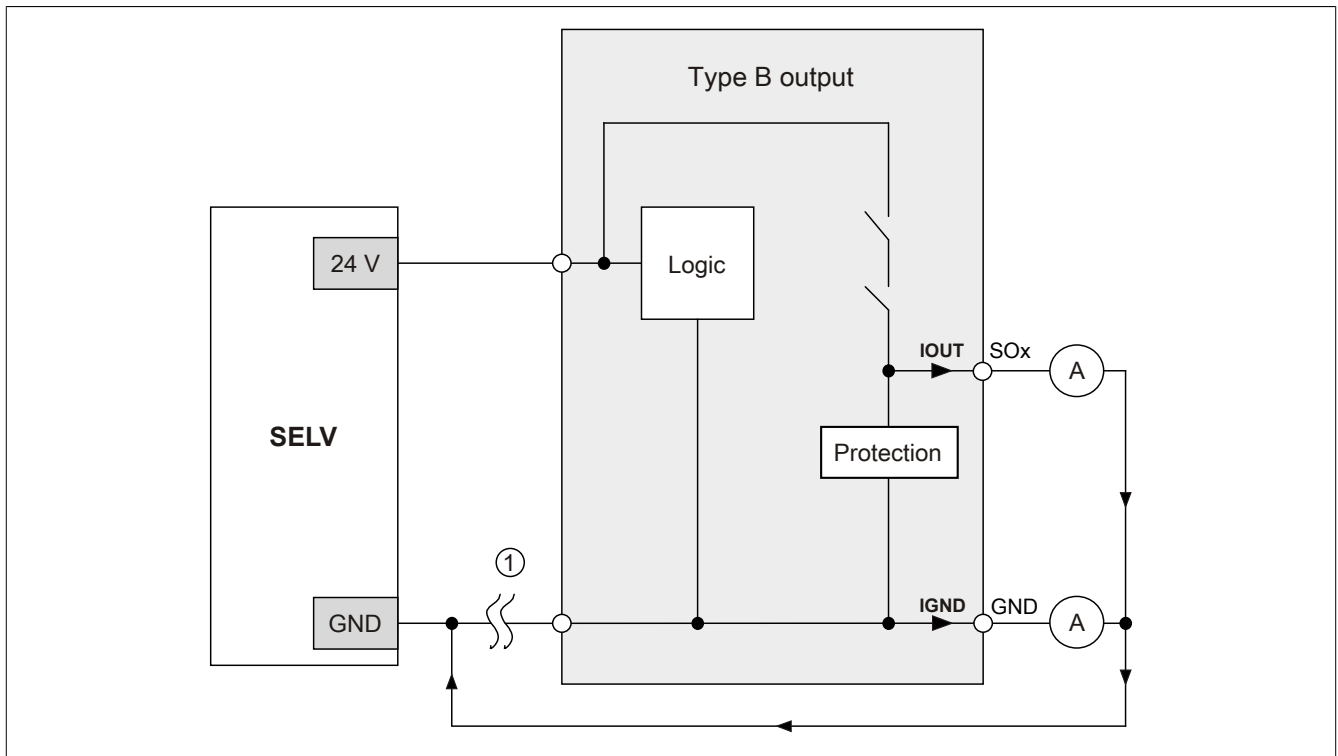 Type B output
24 V
Logic
IOUT
SOx
A
SELV
Protection
1
GND
IGND
GND
A